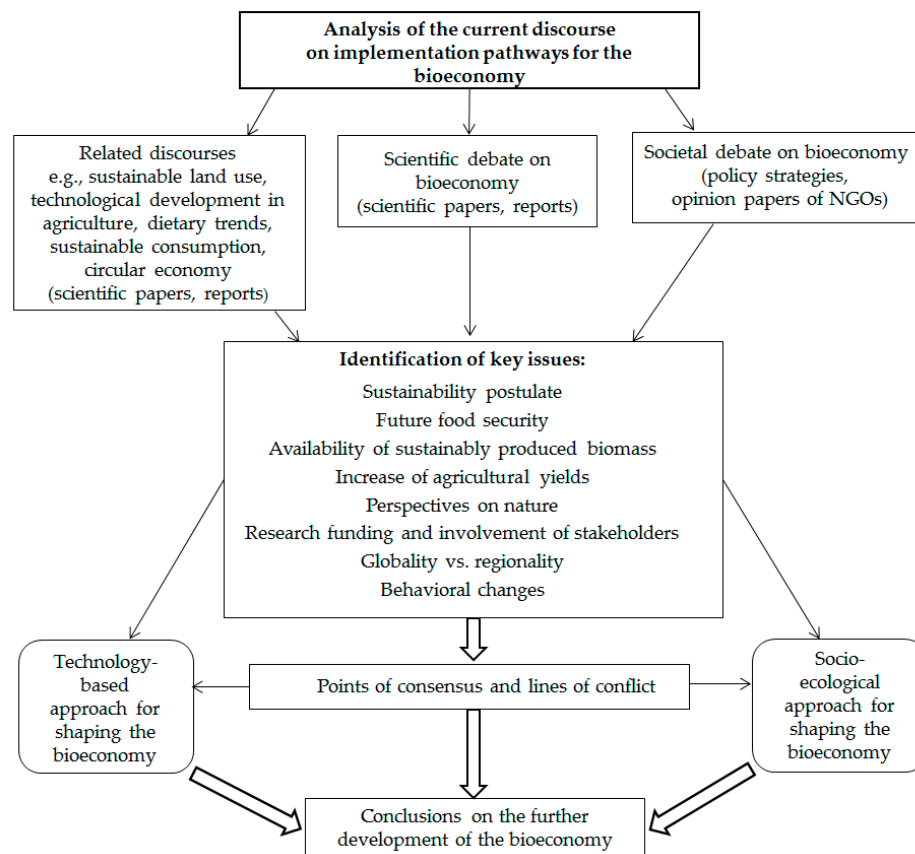 Analysis of the current discourse
on implementation pathways for the
bioeconomy
Related discourses
e.g., sustainable land use,
technological development in
agriculture, dietary trends,
sustainable consumption,
circular economy
(scientific papers, reports)
Scientific debate on
bioeconomy
(scientific papers, reports)
Societal debate on bioeconomy
(policy strategies,
opinion papers of NGOs)
Identification of key issues:
Sustainability postulate
Future food security
Availability of sustainably produced biomass
Increase of agricultural yields
Perspectives on nature
Research funding and involvement of stakeholders
Globality vs. regionality
Behavioral changes
Technology-
based
approach for
shaping the
bioeconomy
Points of consensus and lines of conflict
Socio-
ecological
approach for
shaping the
bioeconomy
Conclusions on the further
development of the bioeconomy